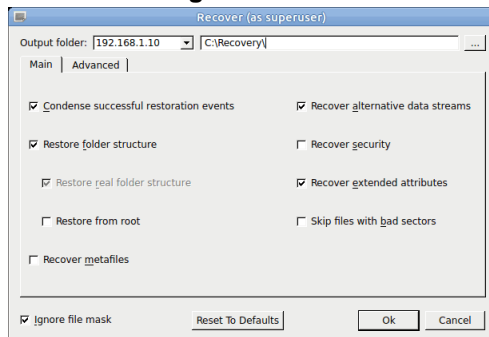 Recover (as superuser)
Output folder: 192.168.1.10 C:\Recovery\ ...
Main Advanced
Condense successful restoration events Recover alternative data streams
Restore folder structure Recover security
Restore real folder structure Recover extended attributes
Restore from root Skip files with bad sectors
Recover metafiles
Ignore file mask Reset To Defaults Ok Cancel